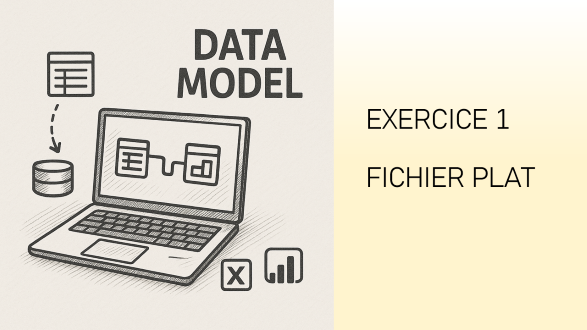 DATA
MODEL
X
EXERCICE 1
FICHIER PLAT